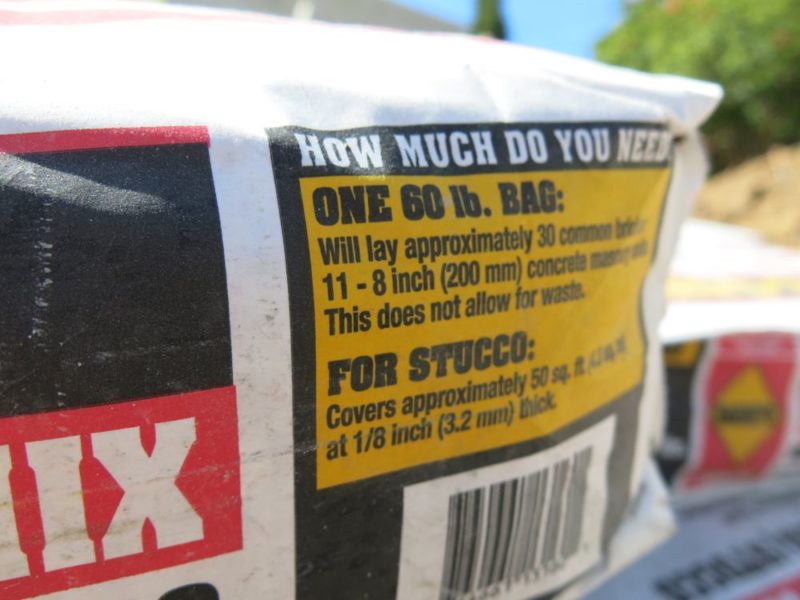 HOW MUCH DO YOU NEED
ONE 60 lb. BAG:
Will lay approximately 30 common
11 - 8 inch (200 mm) concrete masonry
This does not allow for waste.
FOR STUCCO:
Covers approximately 50 sq. ft.
at 1/8 inch (3.2 mm) thick.
IX